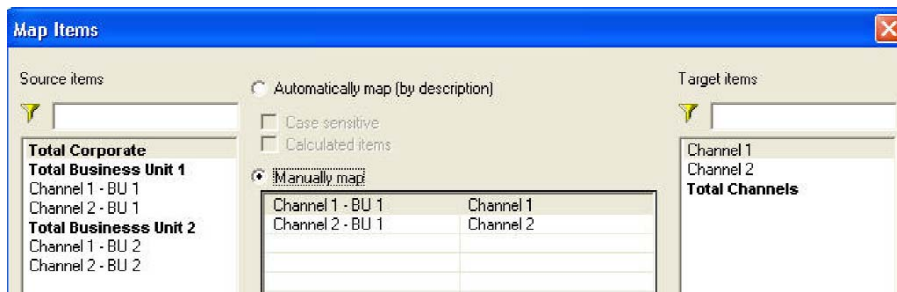 Map Items
Source items
Total Corporate
Total Business Unit 1
Channel 1 - BU 1
Channel 2 - BU 1
Total Businesss Unit 2
Channel 1 - BU 2
Channel 2 - BU 2
Automatically map (by description)
Case sensitive
Calculated items
Manually map
Channel 1 - BU 1 Channel 1
Channel 2 - BU 1 Channel 2
Target items
Channel 1
Channel 2
Total Channels